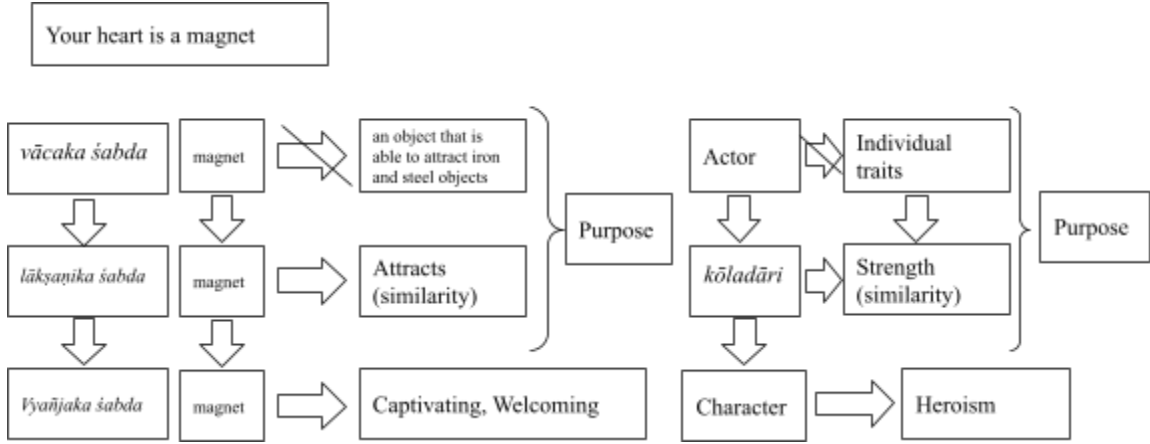 Your heart is a magnet
vācaka śabda
magnet
an object that is
able to attract iron
and steel objects
Actor
Individual
traits
Purpose
Purpose
lākṣaṇika śabda
magnet
Attracts
(similarity)
kōladāri
Strength
(similarity)
Vyañjaka śabda
magnet
Captivating, Welcoming
Character
Heroism